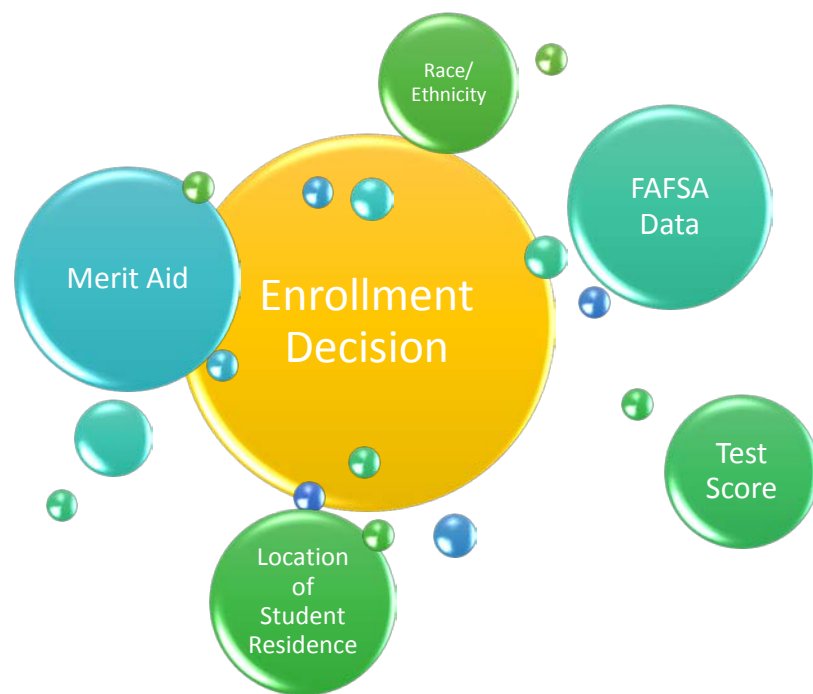 Race/
Ethnicity
FAFSA
Data
Merit Aid
Enrollment
Decision
Test
Score
Location
of
Student
Residence